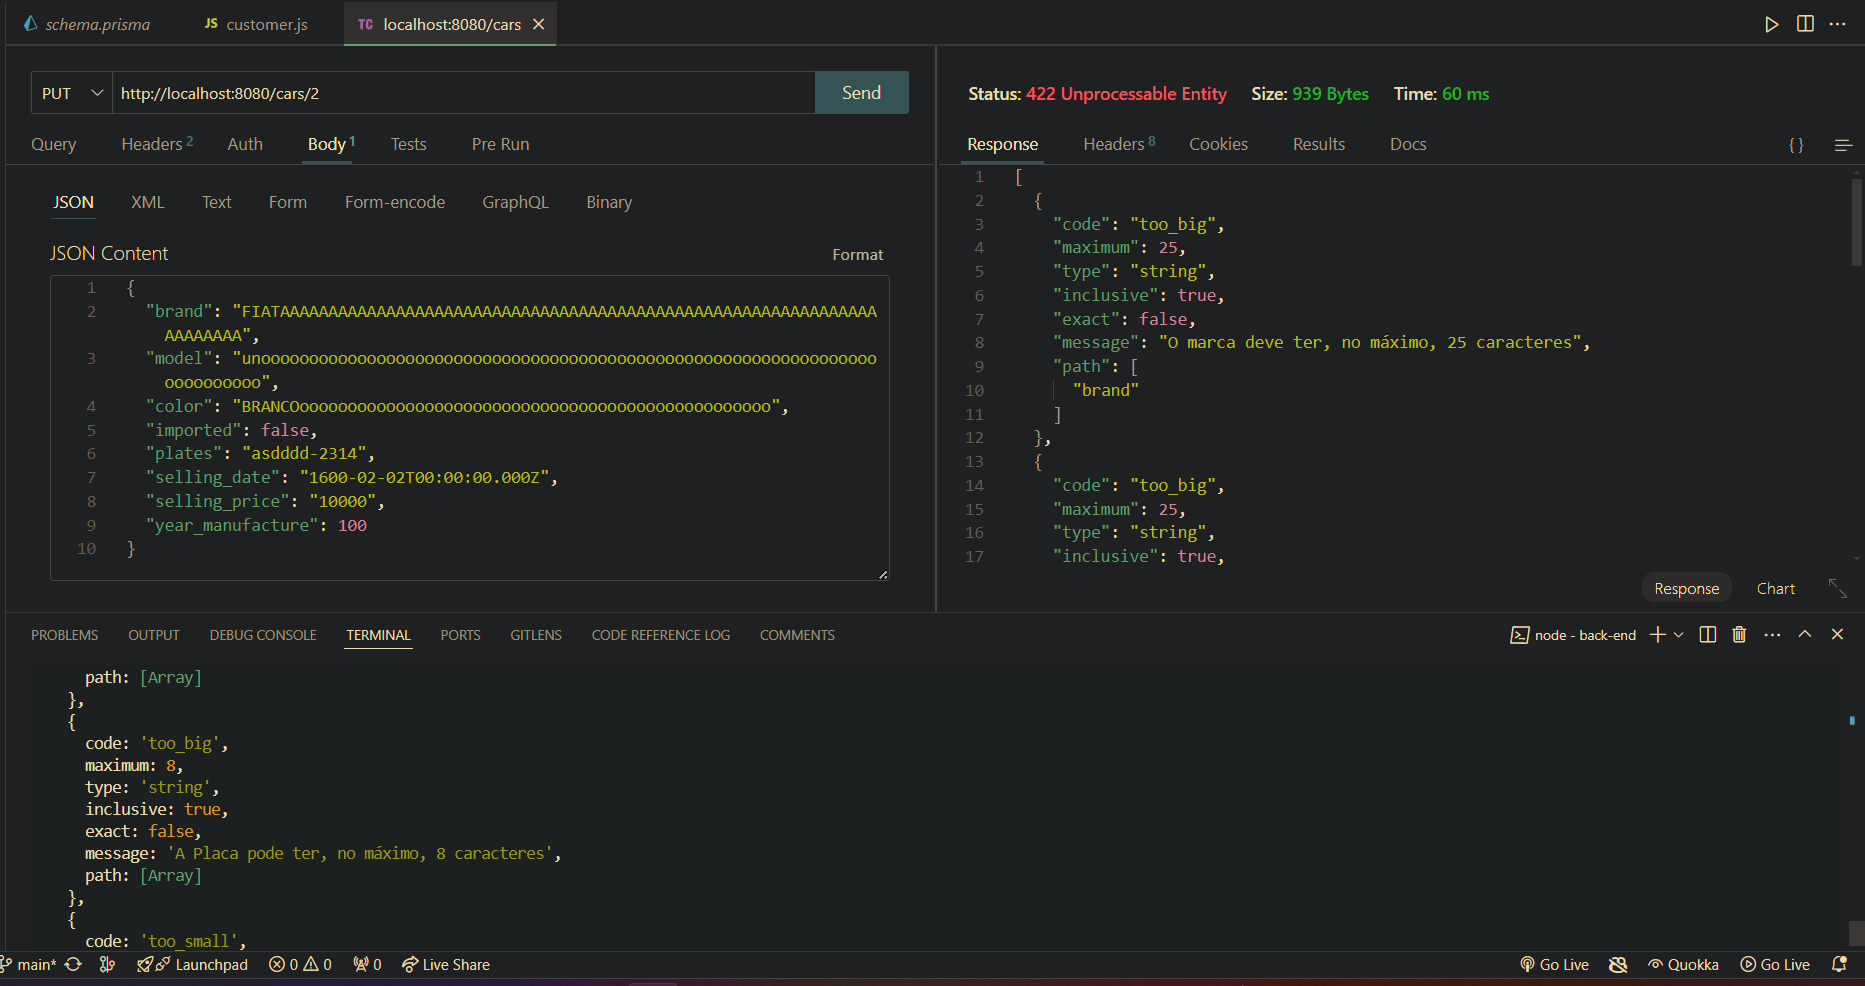 schema.prisma
JS customer.js
TC localhost:8080/cars
PUT http://localhost:8080/cars/2 Send
Query Headers 2 Auth Body 1 Tests Pre Run
JSON XML Text Form Form-encode GraphQL Binary
JSON Content Format
1 {
2 "brand": "FIATAAAAAAAAAAAAAAAAAAAAAAAAAAAAAAAAAAAAAAAAAAAAAAAAAAAAAAAAAAAAAA
AAAAAAAA",
3 "model": "unoooooooooooooooooooooooooooooooooooooooooooooooooooooooooooooooo
oooooooooo",
4 "color": "BRANCOooooooooooooooooooooooooooooooooooooooooooooooooo",
5 "imported": false,
6 "plates": "asdddd-2314",
7 "selling_date": "1600-02-02T00:00:00.000Z",
8 "selling_price": "10000",
9 "year_manufacture": 100
10 }
Status: 422 Unprocessable Entity Size: 939 Bytes Time: 60 ms
Response Headers 8 Cookies Results Docs { }
1 [
2 {
3 "code": "too_big",
4 "maximum": 25,
5 "type": "string",
6 "inclusive": true,
7 "exact": false,
8 "message": "O marca deve ter, no máximo, 25 caracteres",
9 "path": [
10 "brand"
11 ]
12 },
13 {
14 "code": "too_big",
15 "maximum": 25,
16 "type": "string",
17 "inclusive": true,
Response Chart
PROBLEMS OUTPUT DEBUG CONSOLE TERMINAL PORTS GITLENS CODE REFERENCE LOG COMMENTS
node - back-end
path: [Array]
},
{
code: 'too_big',
maximum: 8,
type: 'string',
inclusive: true,
exact: false,
message: 'A Placa pode ter, no máximo, 8 caracteres',
path: [Array]
},
{
code: 'too_small',
main* Launchpad 0 0 0 Live Share Go Live Quokka Go Live